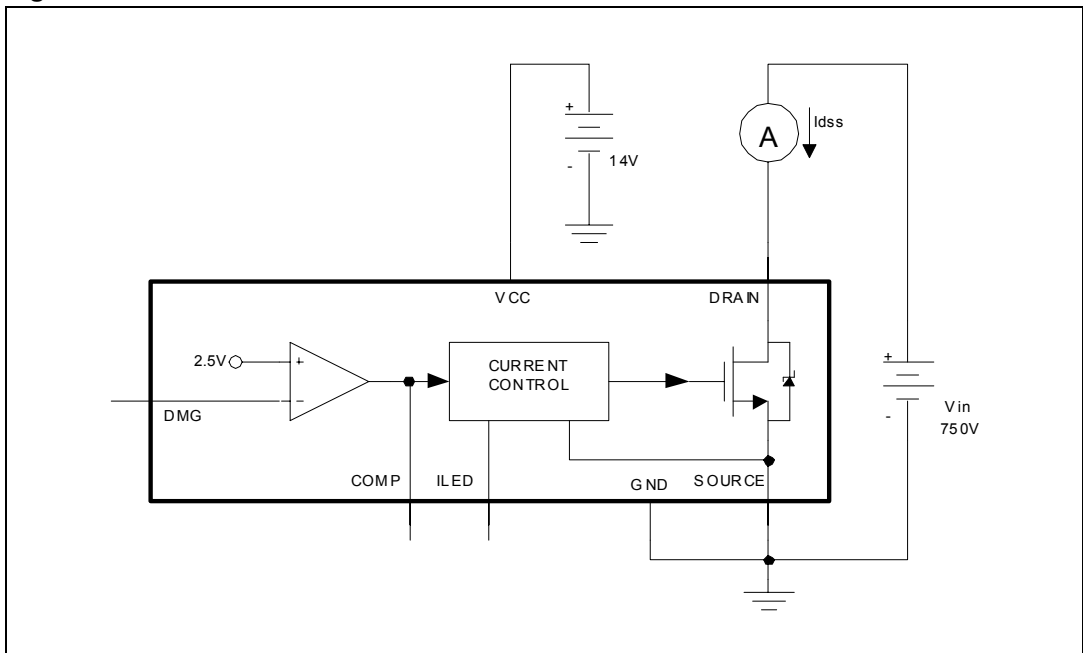 +
14V
-
A
Idss
VCC
DRAIN
2.5V
+
-
DMG
CURRENT
CONTROL
COMP
ILED
GND
SOURCE
+
Vin
750V
-